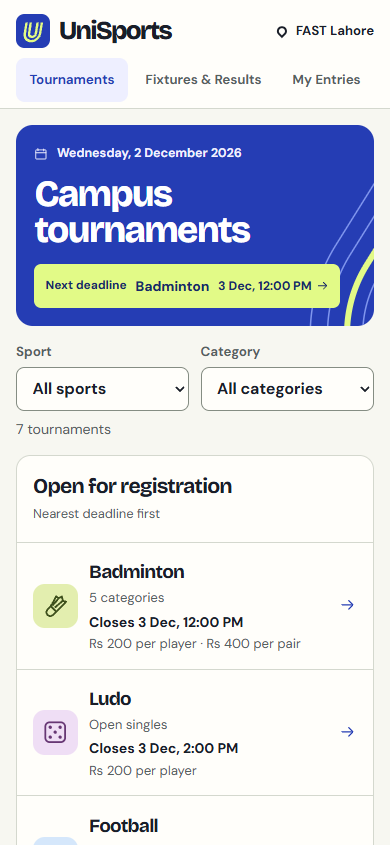 UniSports
FAST Lahore
Tournaments
Fixtures & Results
My Entries
Wednesday, 2 December 2026
Campus
tournaments
Next deadline Badminton 3 Dec, 12:00 PM →
Sport
Category
All sports
All categories
7 tournaments
Open for registration
Nearest deadline first
Badminton
5 categories
Closes 3 Dec, 12:00 PM
Rs 200 per player · Rs 400 per pair
Ludo
Open singles
Closes 3 Dec, 2:00 PM
Rs 200 per player
Football